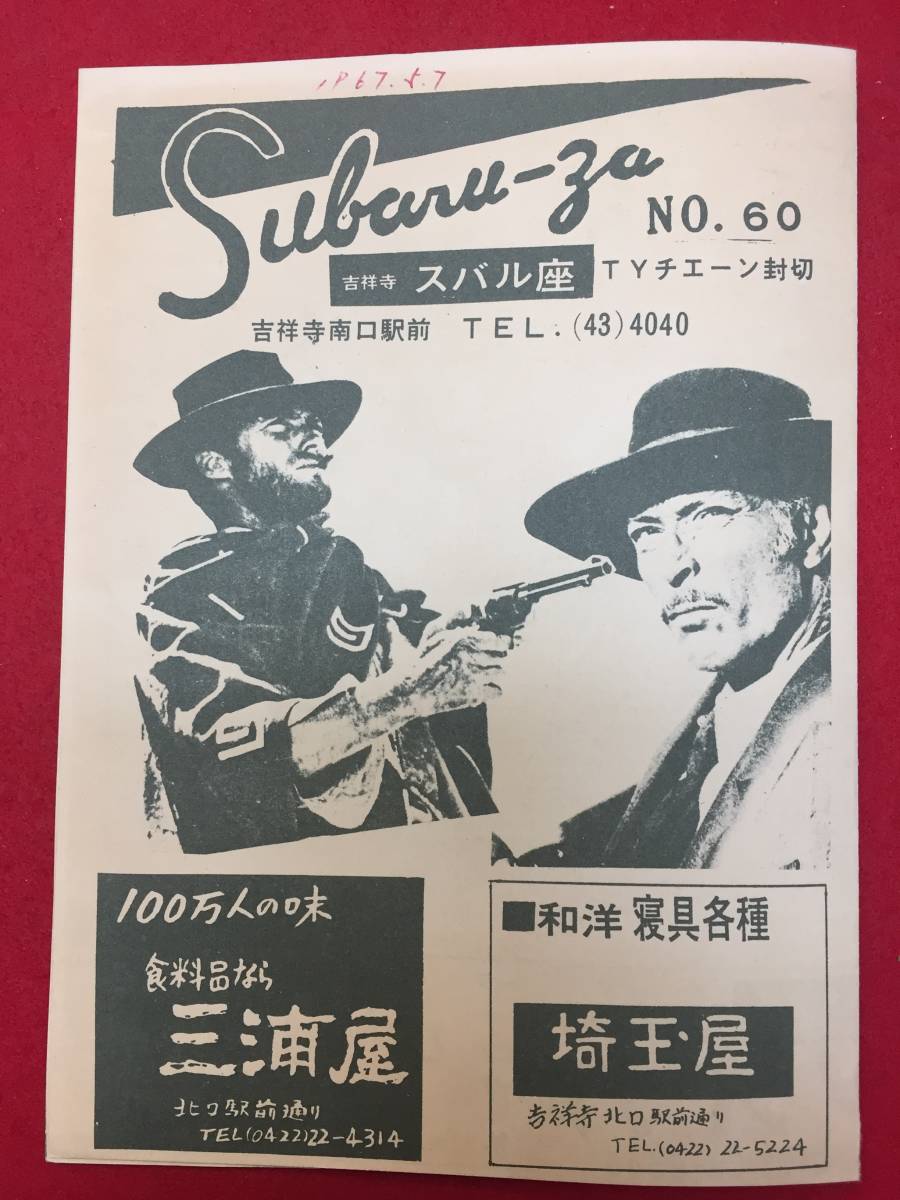 1967.5.7
Subaru-za
NO. 60
吉祥寺 スバル座 TYチエーン封切
吉祥寺南口駅前 TEL. (43) 4040
100万人の味
食料品なら
三浦屋
北口駅前通り
TEL(0422)22-4314
■和洋 寝具各種
埼玉屋
吉祥寺北口駅前通り
TEL.(0422) 22-5224